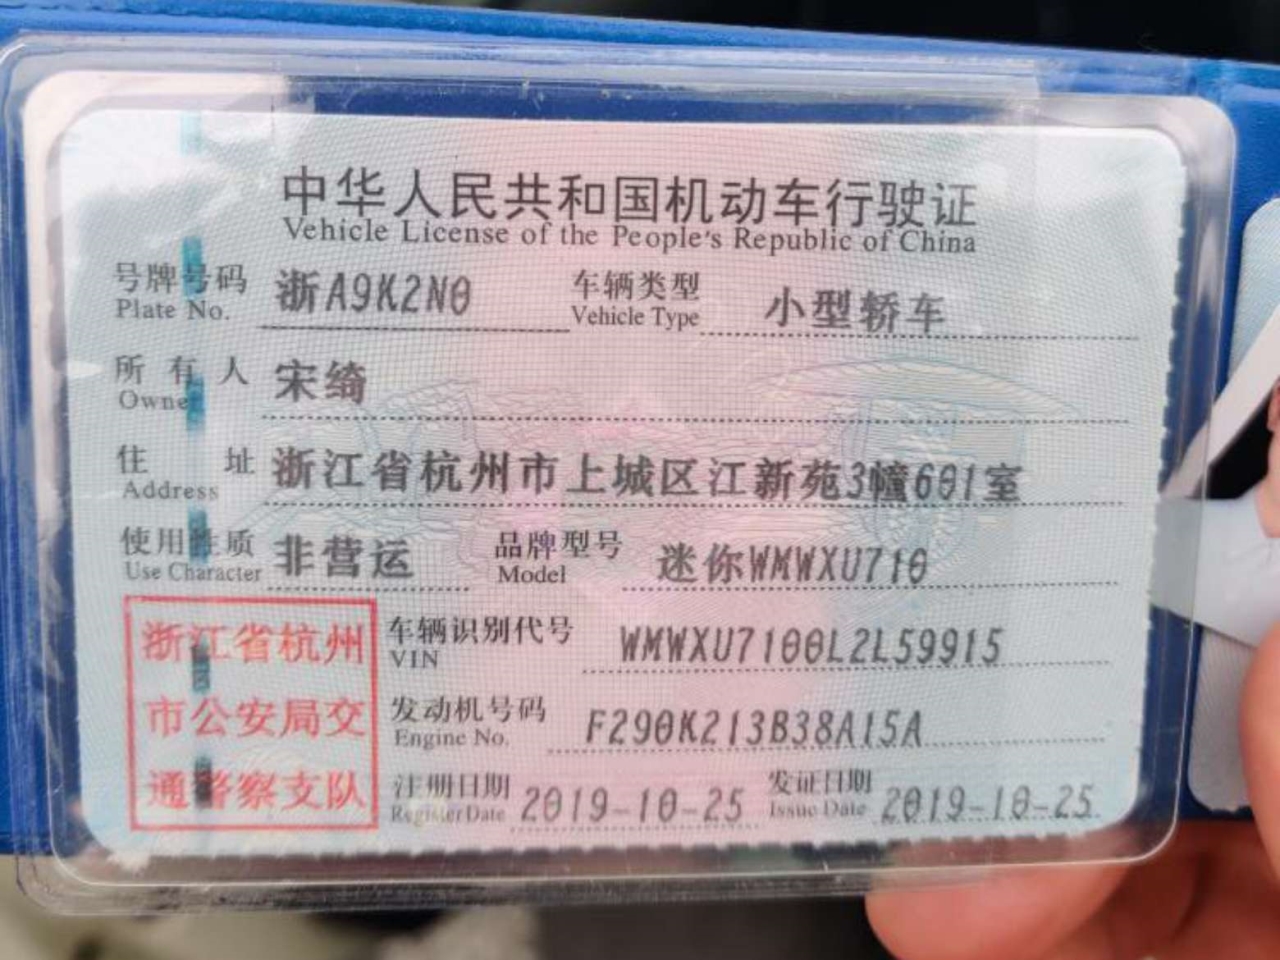 中华人民共和国机动车行驶证
Vehicle License of the People's Republic of China
号牌号码 浙A9K2N0 车辆类型 小型轿车
Plate No. Vehicle Type
所有人 宋绮
Owner
住址 浙江省杭州市上城区江新苑3幢601室
Address
使用性质 非营运 品牌型号 迷你WMWXU710
Use Character Model
浙江省杭州
市公安局交
通警察支队
车辆识别代号 WMWXU7100L2L59915
VIN
发动机号码 F290K213B38A15A
Engine No.
注册日期 2019-10-25 发证日期 2019-10-25
Register Date Issue Date